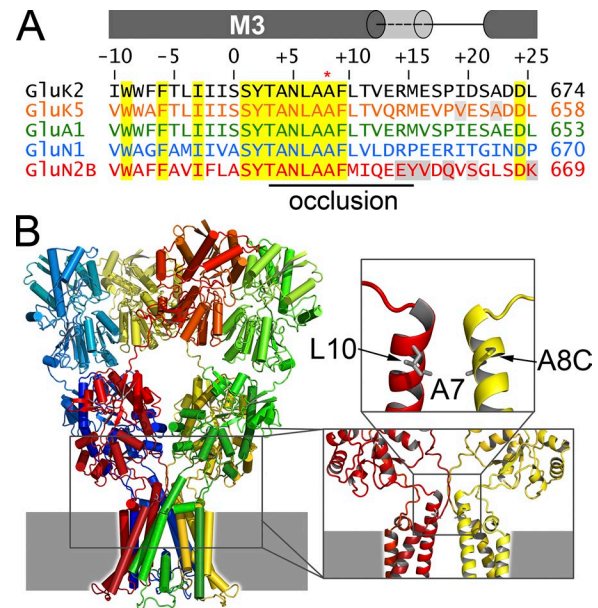 A
M3
-10 -5 0 +5 +10 +15 +20 +25
*
GluK2 IWWFFTLIIISSYTANLAAFLTVERMESPIDSADDL 674
GluK5 VWWAFTLIIISSYTANLAAFLTVQRMEVPVESADDL 658
GluA1 VWWFFTLIIISSYTANLAAFLTVERMVSPIESAEDL 653
GluN1 VWAGFAMIIVASYTANLAAFLVLDRPEERITGINDP 670
GluN2B VWAFFAVIFLASYTANLAAFMIQEEYVDQVSGLSDK 669
occlusion
B
L10
A7
A8C